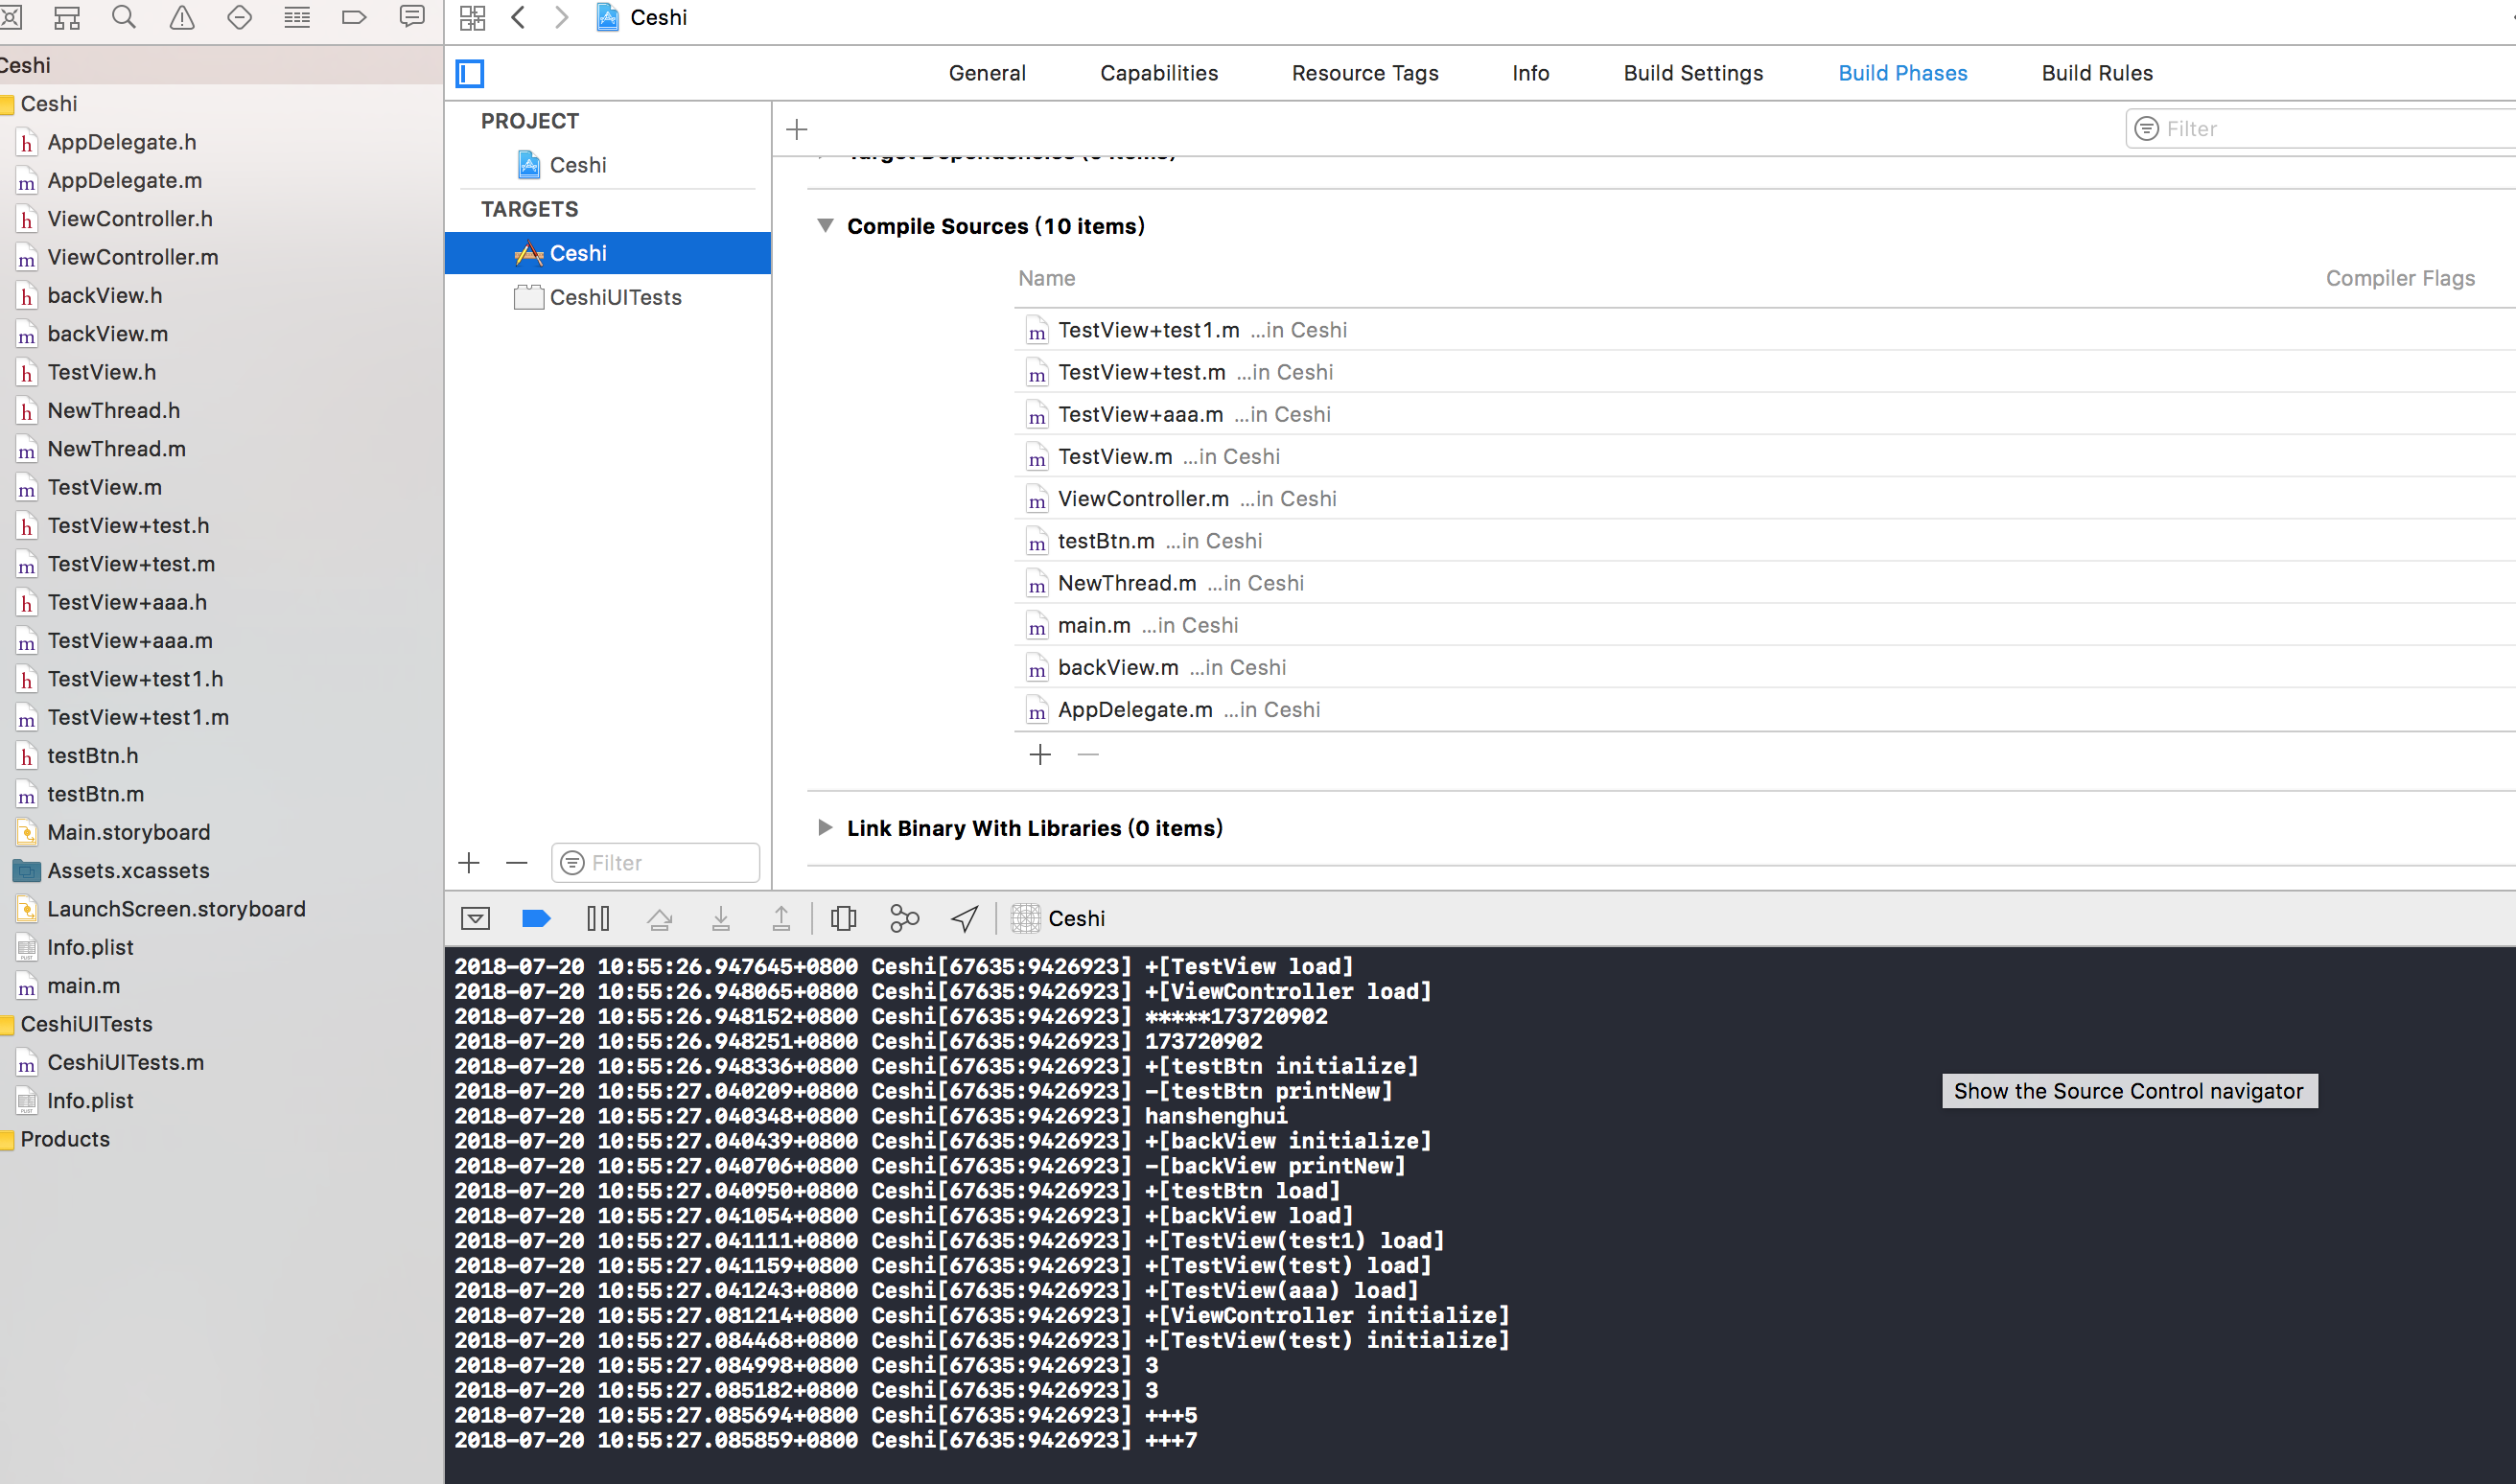 Ceshi
Ceshi
Ceshi
AppDelegate.h
AppDelegate.m
ViewController.h
ViewController.m
backView.h
backView.m
TestView.h
NewThread.h
NewThread.m
TestView.m
TestView+test.h
TestView+test.m
TestView+aaa.h
TestView+aaa.m
TestView+test1.h
TestView+test1.m
testBtn.h
testBtn.m
Main.storyboard
Assets.xcassets
LaunchScreen.storyboard
Info.plist
main.m
CeshiUITests
CeshiUITests.m
Info.plist
Products
General Capabilities Resource Tags Info Build Settings Build Phases Build Rules
PROJECT
Ceshi
TARGETS
Ceshi
CeshiUITests
Filter
Filter
Target Dependencies (0 items)
Compile Sources (10 items)
Name Compiler Flags
TestView+test1.m ...in Ceshi
TestView+test.m ...in Ceshi
TestView+aaa.m ...in Ceshi
TestView.m ...in Ceshi
ViewController.m ...in Ceshi
testBtn.m ...in Ceshi
NewThread.m ...in Ceshi
main.m ...in Ceshi
backView.m ...in Ceshi
AppDelegate.m ...in Ceshi
Link Binary With Libraries (0 items)
Ceshi
2018-07-20 10:55:26.947645+0800 Ceshi[67635:9426923] +[TestView load]
2018-07-20 10:55:26.948065+0800 Ceshi[67635:9426923] +[ViewController load]
2018-07-20 10:55:26.948152+0800 Ceshi[67635:9426923] *****173720902
2018-07-20 10:55:26.948251+0800 Ceshi[67635:9426923] 173720902
2018-07-20 10:55:26.948336+0800 Ceshi[67635:9426923] +[testBtn initialize]
2018-07-20 10:55:27.040209+0800 Ceshi[67635:9426923] -[testBtn printNew]
2018-07-20 10:55:27.040348+0800 Ceshi[67635:9426923] hanshenghui
2018-07-20 10:55:27.040439+0800 Ceshi[67635:9426923] +[backView initialize]
2018-07-20 10:55:27.040706+0800 Ceshi[67635:9426923] -[backView printNew]
2018-07-20 10:55:27.040950+0800 Ceshi[67635:9426923] +[testBtn load]
2018-07-20 10:55:27.041054+0800 Ceshi[67635:9426923] +[backView load]
2018-07-20 10:55:27.041111+0800 Ceshi[67635:9426923] +[TestView(test1) load]
2018-07-20 10:55:27.041159+0800 Ceshi[67635:9426923] +[TestView(test) load]
2018-07-20 10:55:27.041243+0800 Ceshi[67635:9426923] +[TestView(aaa) load]
2018-07-20 10:55:27.081214+0800 Ceshi[67635:9426923] +[ViewController initialize]
2018-07-20 10:55:27.084468+0800 Ceshi[67635:9426923] +[TestView(test) initialize]
2018-07-20 10:55:27.084998+0800 Ceshi[67635:9426923] 3
2018-07-20 10:55:27.085182+0800 Ceshi[67635:9426923] 3
2018-07-20 10:55:27.085694+0800 Ceshi[67635:9426923] +++5
2018-07-20 10:55:27.085859+0800 Ceshi[67635:9426923] +++7
Show the Source Control navigator